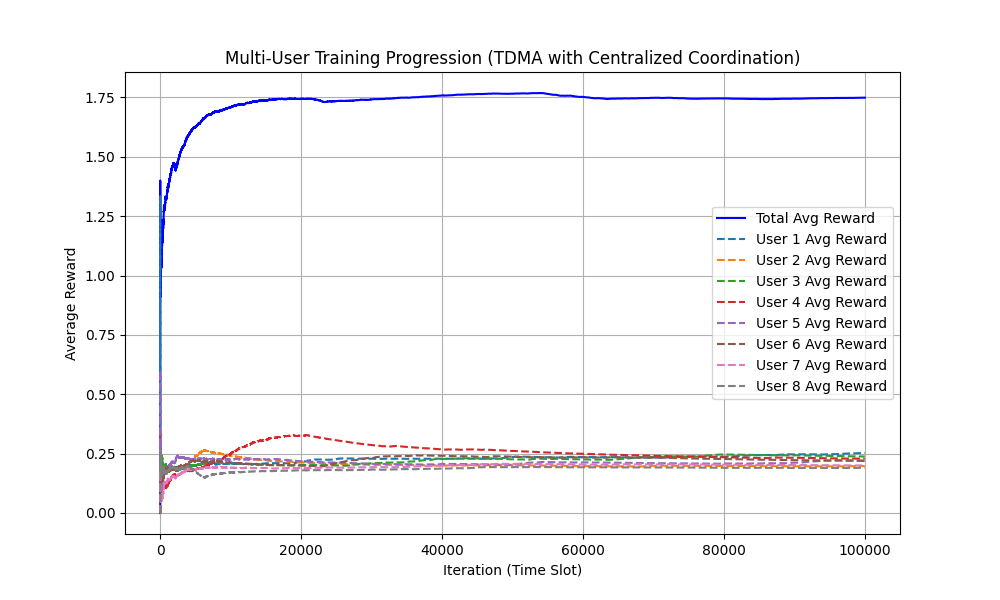 Multi-User Training Progression (TDMA with Centralized Coordination)
Average Reward
1.75
1.50
1.25
1.00
0.75
0.50
0.25
0.00
Total Avg Reward
User 1 Avg Reward
User 2 Avg Reward
User 3 Avg Reward
User 4 Avg Reward
User 5 Avg Reward
User 6 Avg Reward
User 7 Avg Reward
User 8 Avg Reward
0 20000 40000 60000 80000 100000
Iteration (Time Slot)